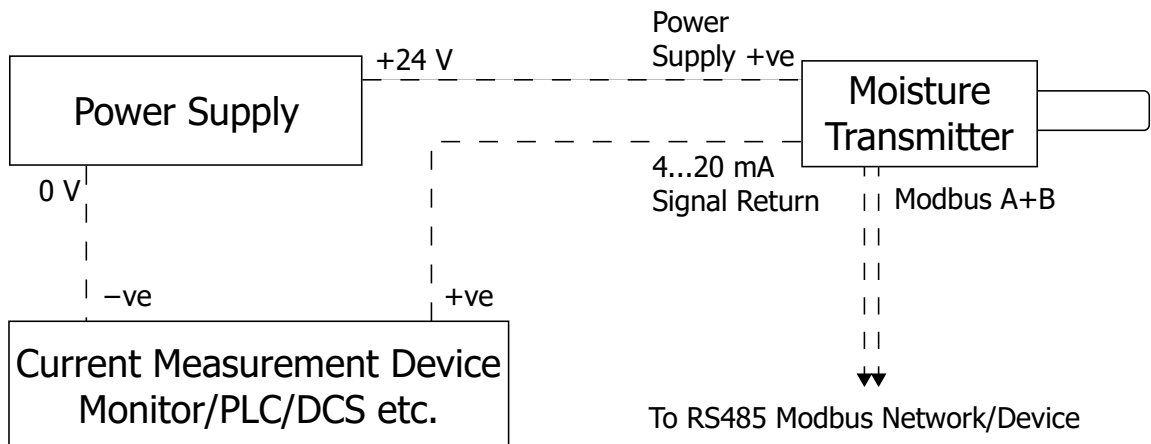 Power
Supply +ve
+24 V
Power Supply
Moisture
Transmitter
0 V
4...20 mA
Signal Return
Modbus A+B
−ve
+ve
Current Measurement Device
Monitor/PLC/DCS etc.
To RS485 Modbus Network/Device